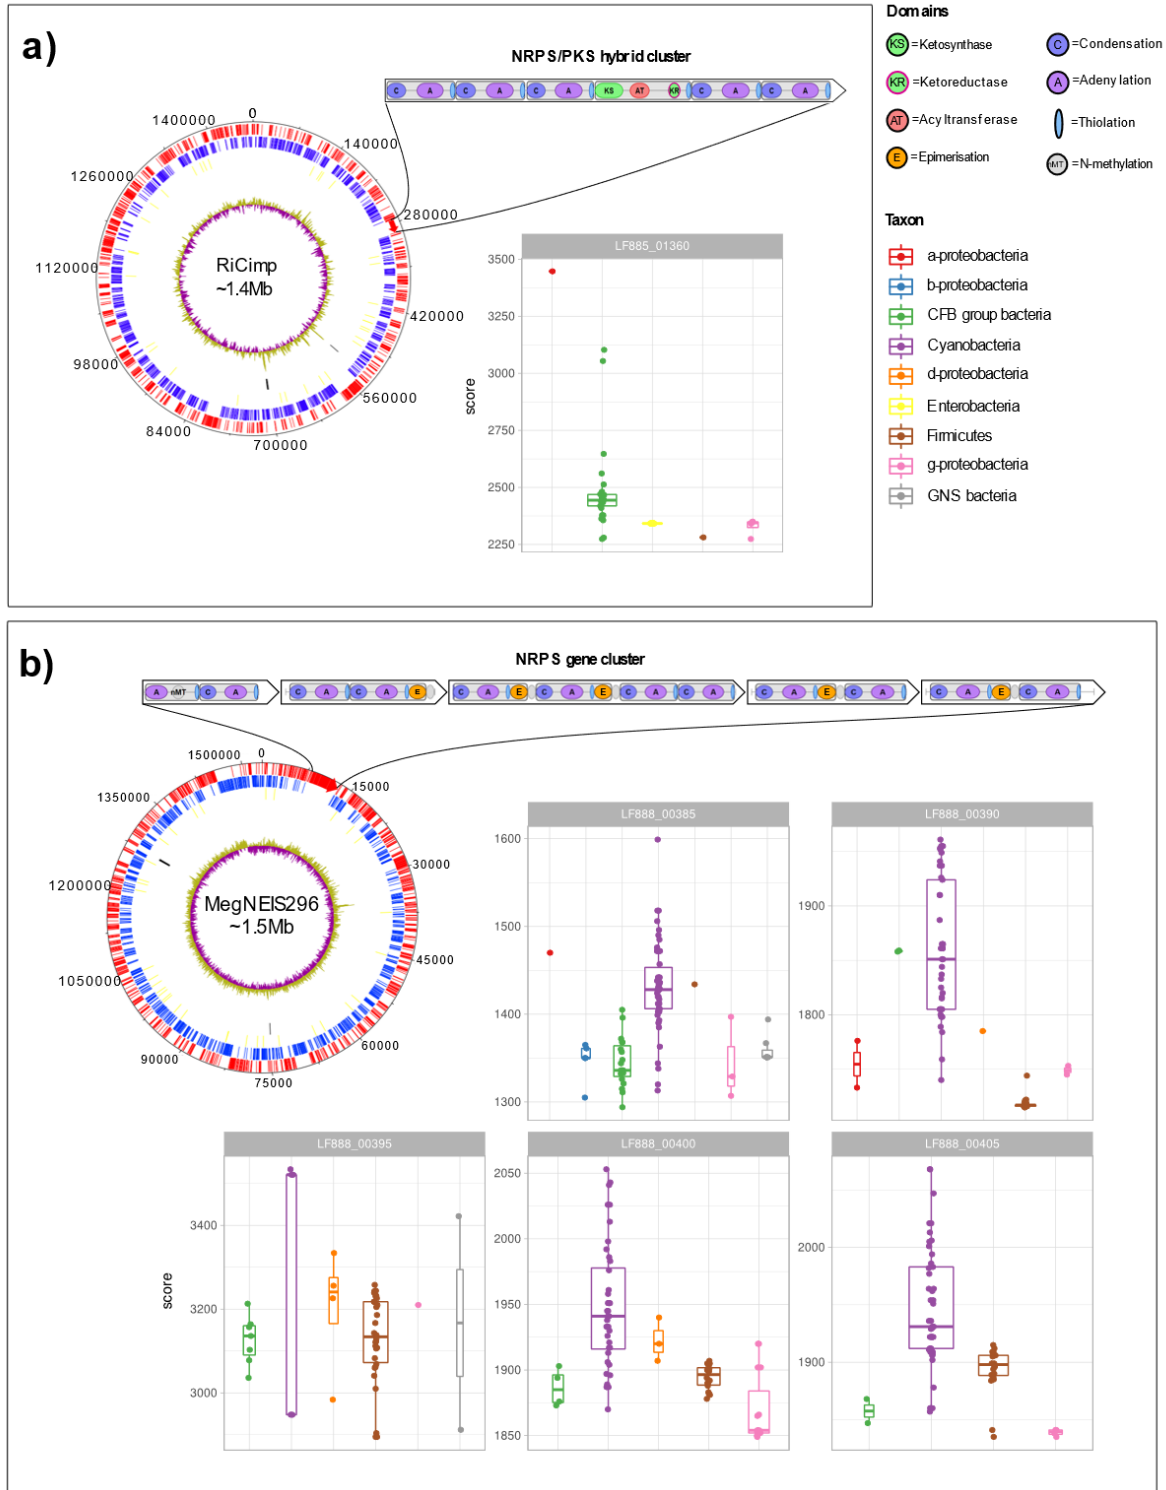 a)
NRPS/PKS hybrid cluster
C A C A C A KS AT KR C A C A
0
140000
280000
420000
560000
700000
84000
98000
1120000
1260000
1400000
RiCimp
~1.4Mb
LF885_01360
score
3500
3250
3000
2750
2500
2250
Domains
KS =Ketosynthase
C =Condensation
KR =Ketoreductase
A =Adenylation
AT =Acyltransferase
=Thiolation
E =Epimerisation
nMT =N-methylation
Taxon
a-proteobacteria
b-proteobacteria
CFB group bacteria
Cyanobacteria
d-proteobacteria
Enterobacteria
Firmicutes
g-proteobacteria
GNS bacteria
b)
NRPS gene cluster
A nMT C A C A C A E C A E C A E C A C A C A E C A C A E C A
0
15000
30000
45000
60000
75000
90000
1050000
1200000
1350000
1500000
MegNEIS296
~1.5Mb
LF888_00385
1600
1500
1400
1300
LF888_00390
1900
1800
LF888_00395
score
3400
3200
3000
LF888_00400
2050
2000
1950
1900
1850
LF888_00405
2000
1900